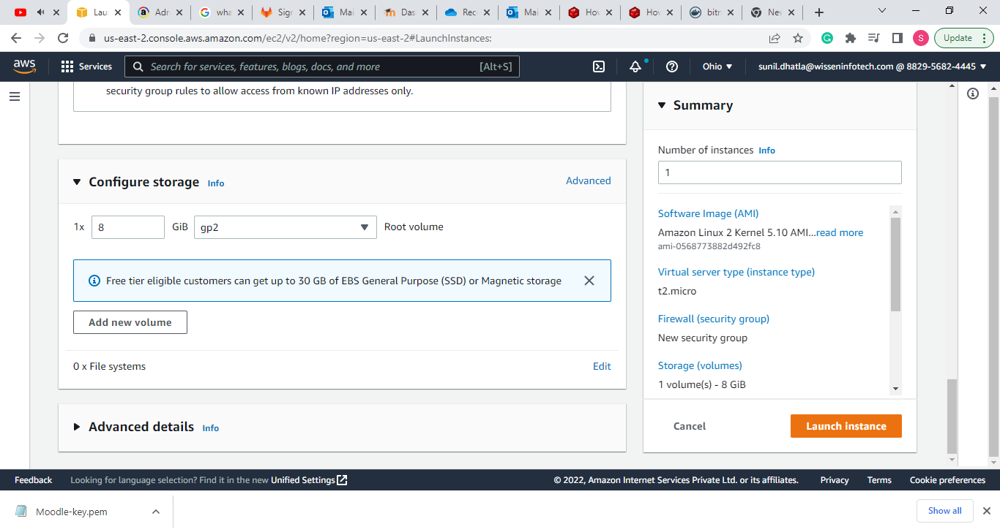 Lau
Adr
wha
Sigr
Mai
Das
Rec
Mai
Hov
Hov
bitr
Nev
us-east-2.console.aws.amazon.com/ec2/v2/home?region=us-east-2#LaunchInstances:
S
Update
aws
Services
Search for services, features, blogs, docs, and more
[Alt+S]
Ohio
sunil.dhatla@wisseninfotech.com @ 8829-5682-4445
security group rules to allow access from known IP addresses only.
Configure storage Info
Advanced
1x
8
GiB
gp2
Root volume
Free tier eligible customers can get up to 30 GB of EBS General Purpose (SSD) or Magnetic storage
Add new volume
0 x File systems
Edit
Advanced details Info
Summary
Number of instances Info
1
Software Image (AMI)
Amazon Linux 2 Kernel 5.10 AMI...read more
ami-0568773882d492fc8
Virtual server type (instance type)
t2.micro
Firewall (security group)
New security group
Storage (volumes)
1 volume(s) - 8 GiB
Cancel
Launch instance
Feedback
Looking for language selection? Find it in the new Unified Settings
© 2022, Amazon Internet Services Private Ltd. or its affiliates.
Privacy
Terms
Cookie preferences
Moodle-key.pem
Show all